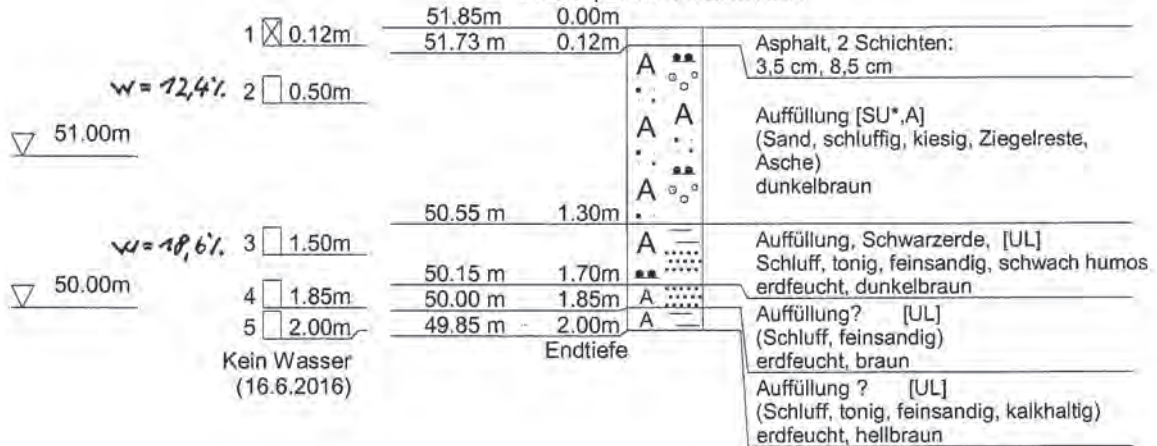 51.85m 0.00m
1 0.12m
51.73 m 0.12m
Asphalt, 2 Schichten:
3,5 cm, 8,5 cm
w = 12,4%. 2 0.50m
51.00m
A
A
A
A
Auffüllung [SU*,A]
(Sand, schluffig, kiesig, Ziegelreste,
Asche)
dunkelbraun
50.55 m 1.30m
w = 18,6%. 3 1.50m
A
Auffüllung, Schwarzerde, [UL]
Schluff, tonig, feinsandig, schwach humos
erdfeucht, dunkelbraun
50.15 m 1.70m
50.00m
4 1.85m
50.00 m 1.85m
A
Auffüllung? [UL]
(Schluff, feinsandig)
erdfeucht, braun
5 2.00m
49.85 m 2.00m
A
Endtiefe
Kein Wasser
(16.6.2016)
Auffüllung ? [UL]
(Schluff, tonig, feinsandig, kalkhaltig)
erdfeucht, hellbraun